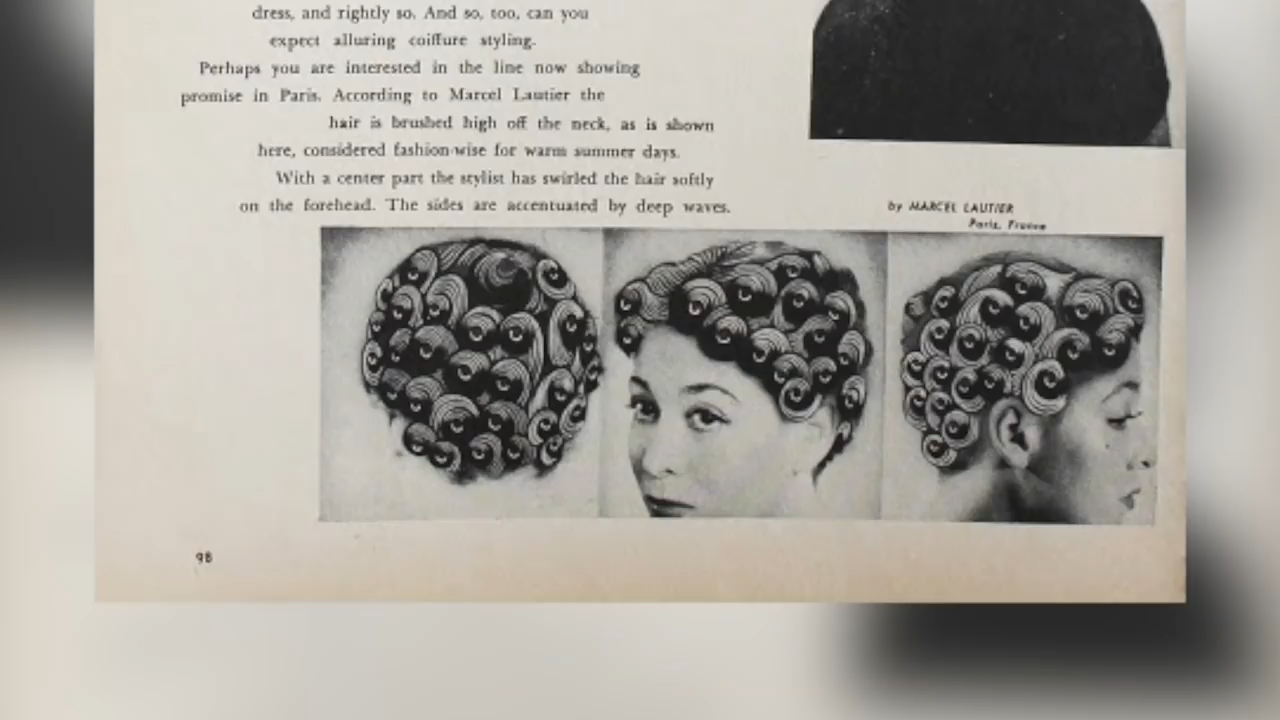 dress, and rightly so. And so, too, can you
expect alluring coiffure styling.
Perhaps you are interested in the line now showing
promise in Paris. According to Marcel Lautier the
hair is brushed high off the neck, as is shown
here, considered fashion-wise for warm summer days.
With a center part the stylist has swirled the hair softly
on the forehead. The sides are accentuated by deep waves.
by MARCEL LAUTIER
Paris, France
98